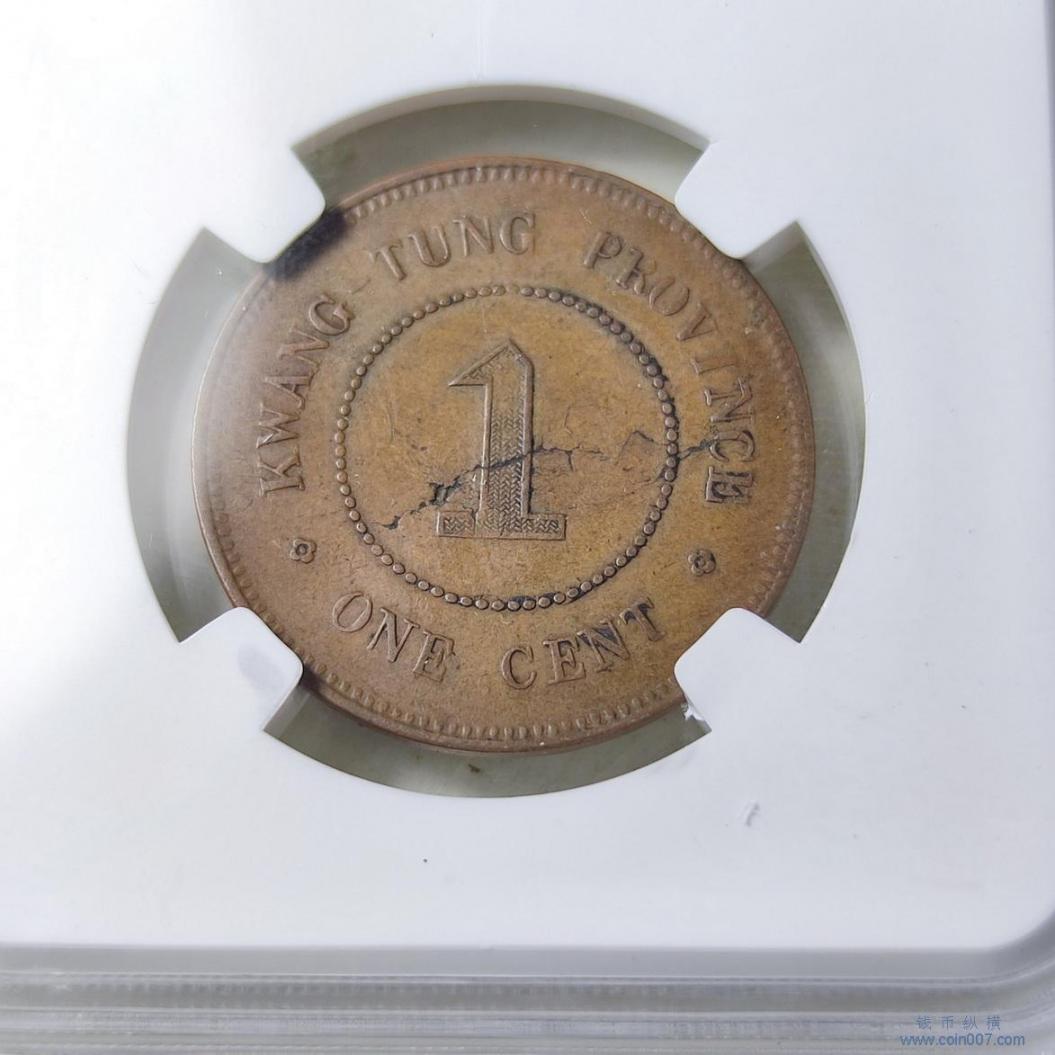 KWANG-TUNG PROVINCE
1
ONE CENT
钱币纵横
www.coin007.com